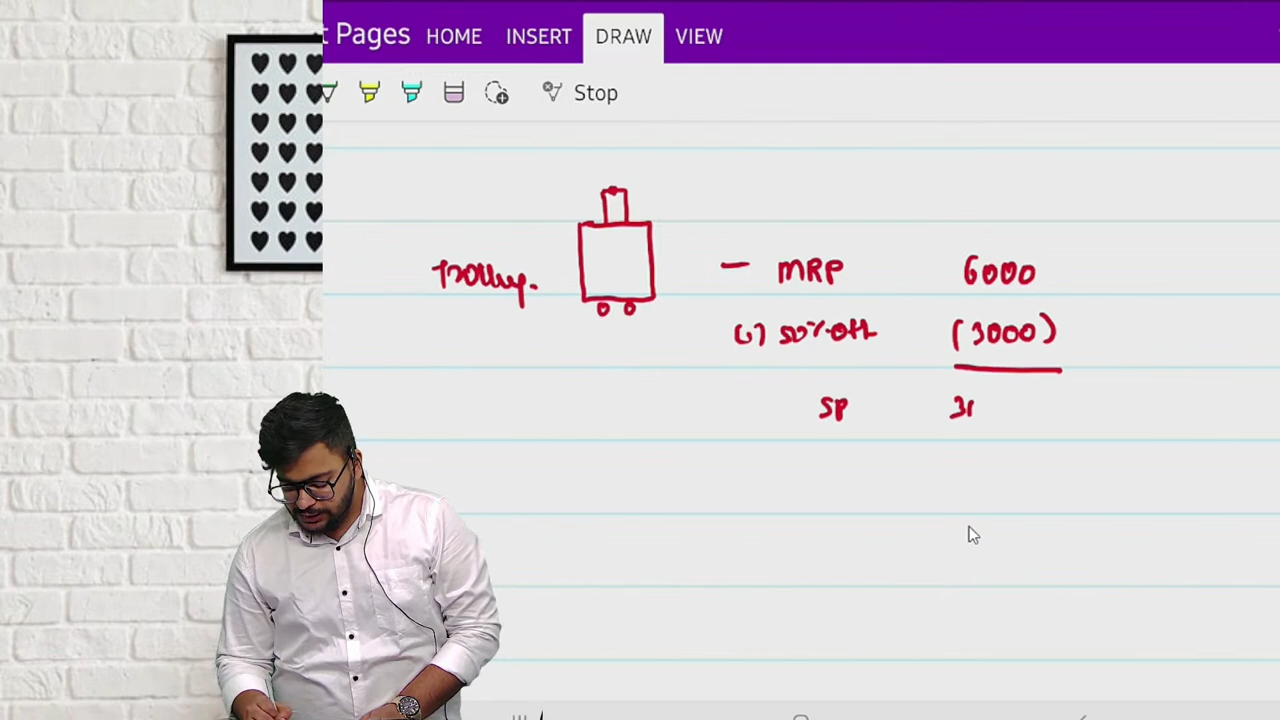 t Pages HOME INSERT DRAW VIEW
Stop
Trolley.
- MRP 6000
(-) 50% off (3000)
SP 3